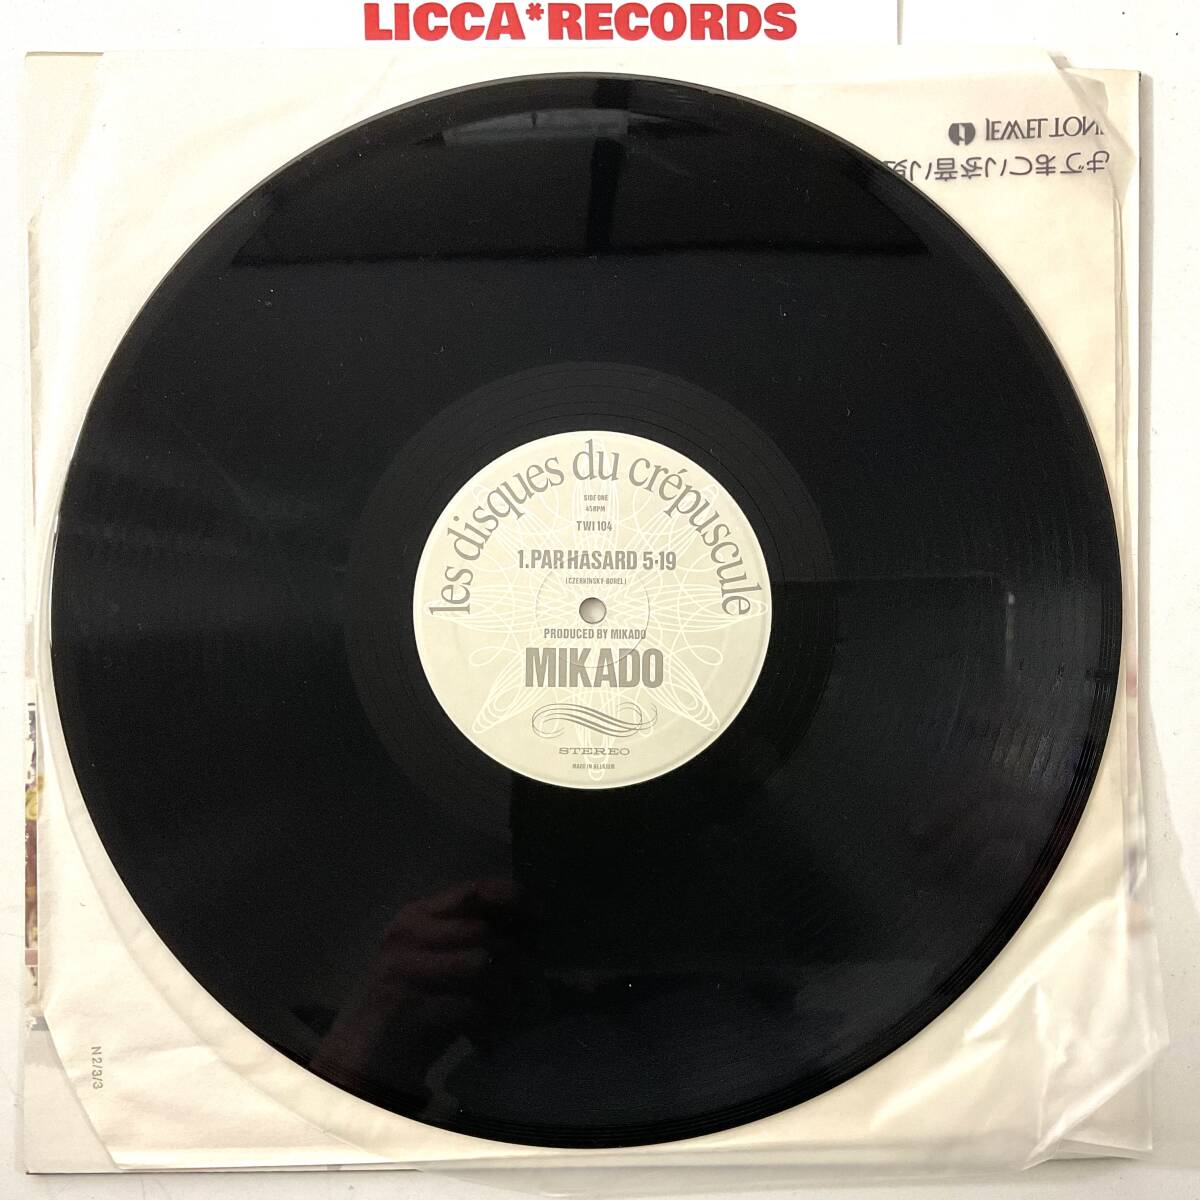 LICCA*RECORDS
JEWEL TONE
les disques du crépuscule
SIDE ONE
45RPM
TWI 104
1.PAR HASARD 5·19
(CZERKINSKY-BOREL)
PRODUCED BY MIKADO
MIKADO
STEREO
MADE IN BELGIUM
N2/3/3